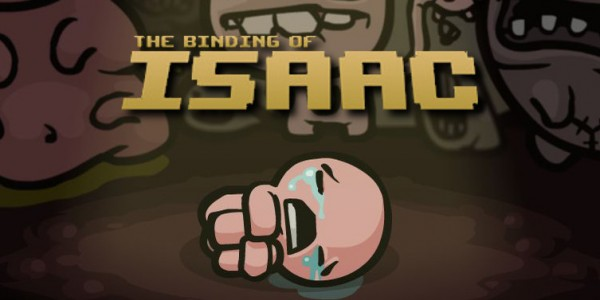 THE BINDING OF
ISAAC